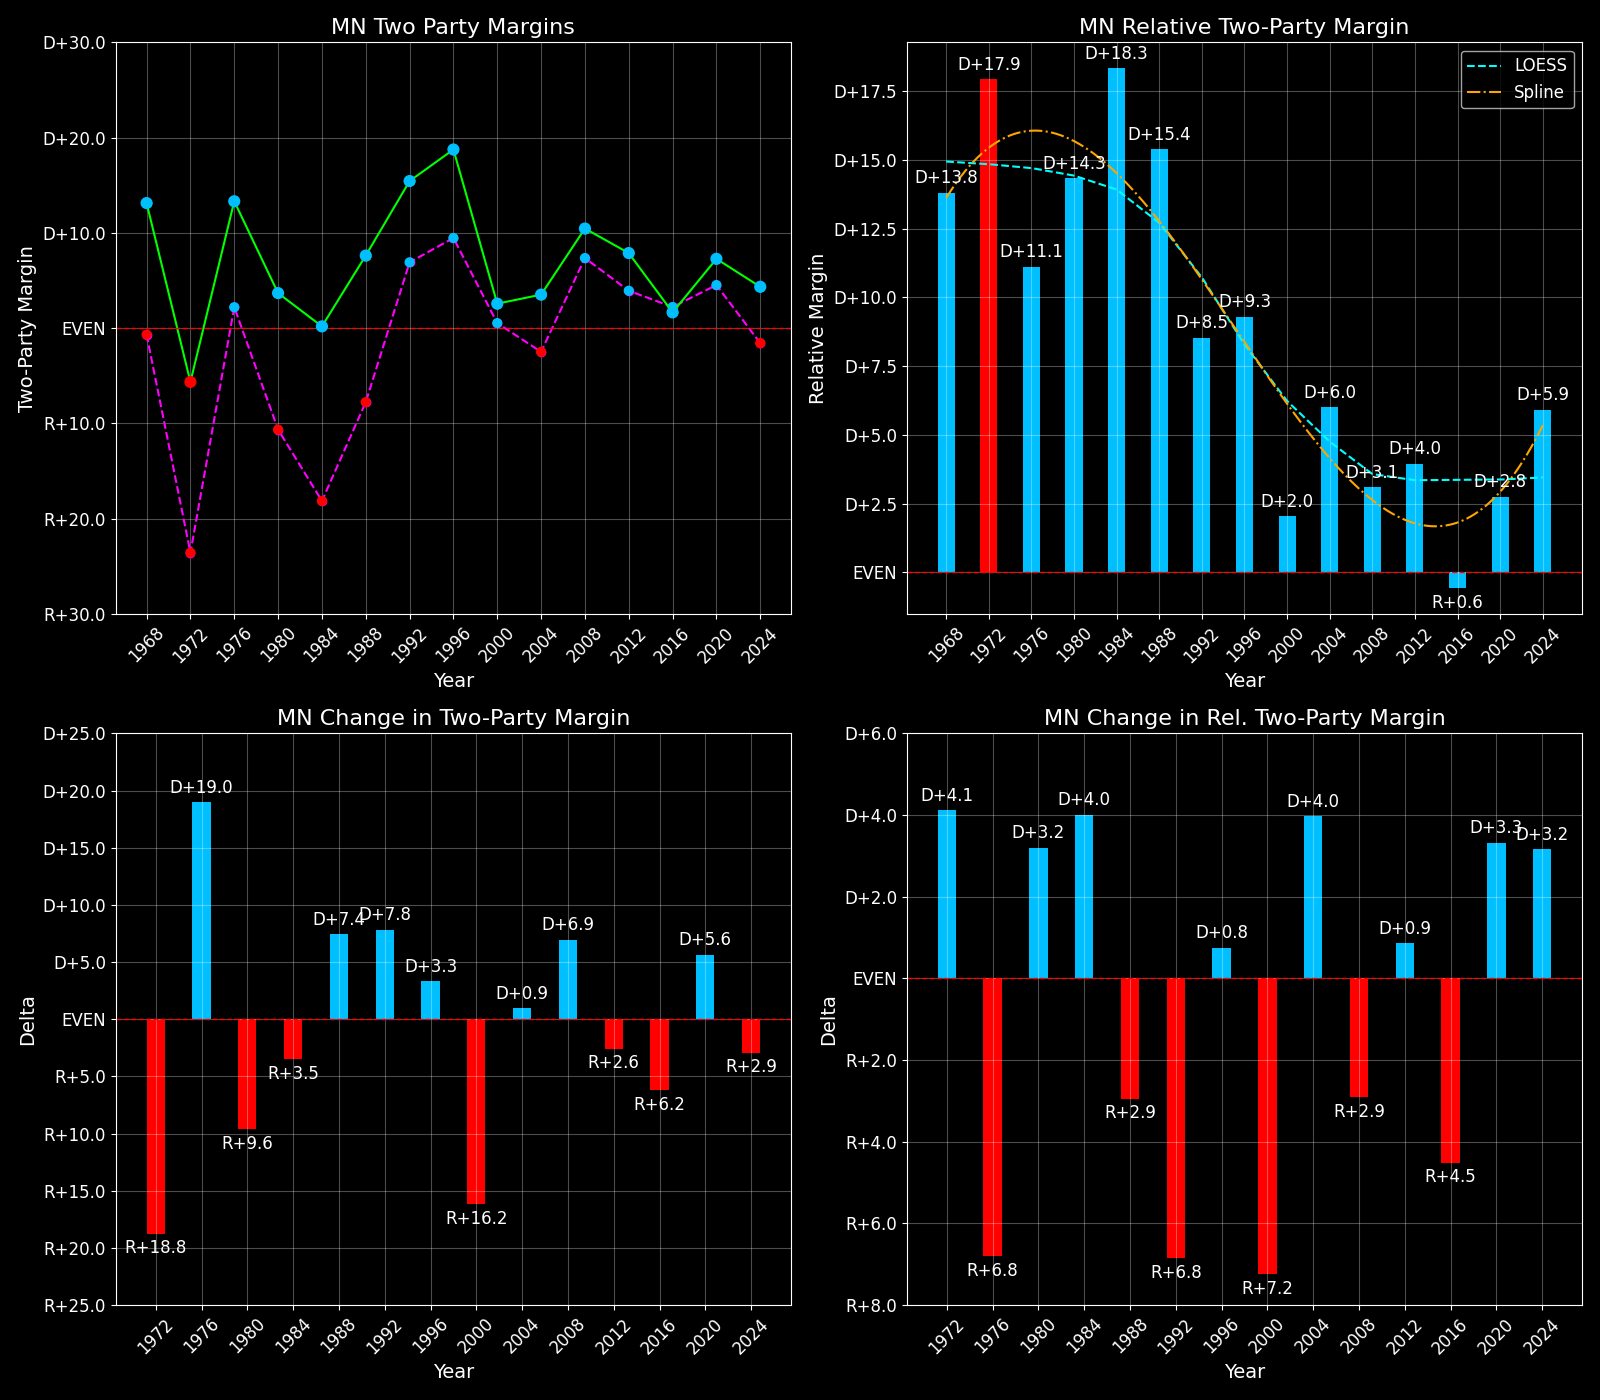 MN Two Party Margins
D+30.0
D+20.0
D+10.0
EVEN
R+10.0
R+20.0
R+30.0
Two-Party Margin
1968
1972
1976
1980
1984
1988
1992
1996
2000
2004
2008
2012
2016
2020
2024
Year
MN Relative Two-Party Margin
LOESS
Spline
D+17.5
D+15.0
D+12.5
D+10.0
D+7.5
D+5.0
D+2.5
EVEN
Relative Margin
D+13.8
D+17.9
D+11.1
D+14.3
D+18.3
D+15.4
D+8.5
D+9.3
D+2.0
D+6.0
D+3.1
D+4.0
R+0.6
D+2.8
D+5.9
1968
1972
1976
1980
1984
1988
1992
1996
2000
2004
2008
2012
2016
2020
2024
Year
MN Change in Two-Party Margin
D+25.0
D+20.0
D+15.0
D+10.0
D+5.0
EVEN
R+5.0
R+10.0
R+15.0
R+20.0
R+25.0
Delta
R+18.8
D+19.0
R+9.6
R+3.5
D+7.4
D+7.8
D+3.3
R+16.2
D+0.9
D+6.9
R+2.6
R+6.2
D+5.6
R+2.9
1972
1976
1980
1984
1988
1992
1996
2000
2004
2008
2012
2016
2020
2024
Year
MN Change in Rel. Two-Party Margin
D+6.0
D+4.0
D+2.0
EVEN
R+2.0
R+4.0
R+6.0
R+8.0
Delta
D+4.1
R+6.8
D+3.2
D+4.0
R+2.9
R+6.8
D+0.8
R+7.2
D+4.0
R+2.9
D+0.9
R+4.5
D+3.3
D+3.2
1972
1976
1980
1984
1988
1992
1996
2000
2004
2008
2012
2016
2020
2024
Year